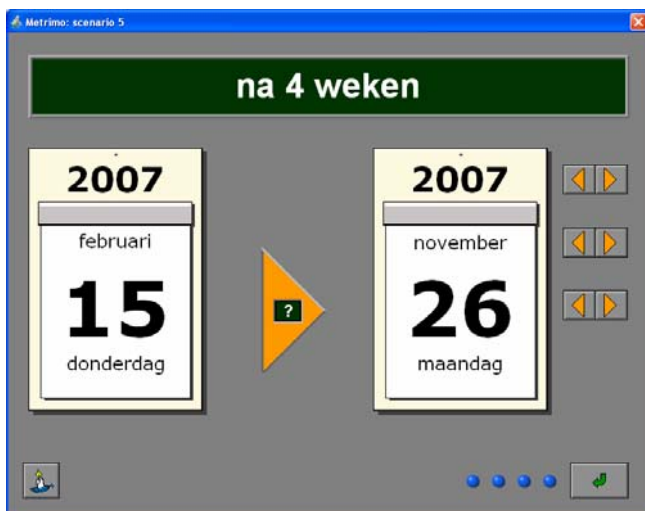 Metrimo: scenario 5
na 4 weken
2007
februari
15
donderdag
?
2007
november
26
maandag